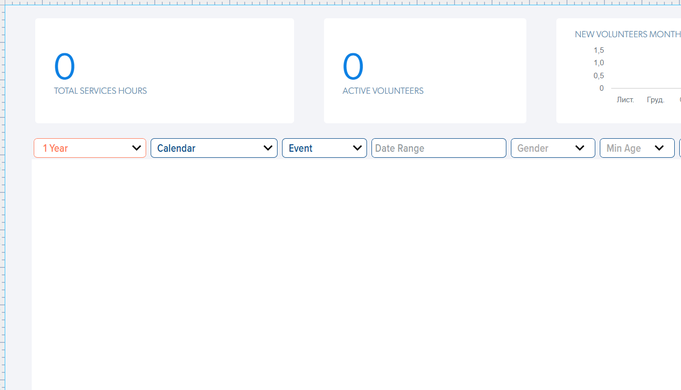 0
TOTAL SERVICES HOURS
0
ACTIVE VOLUNTEERS
NEW VOLUNTEERS MONTH
1,5
1,0
0,5
0
Лист. Груд.
1 Year
Calendar
Event
Date Range
Gender
Min Age